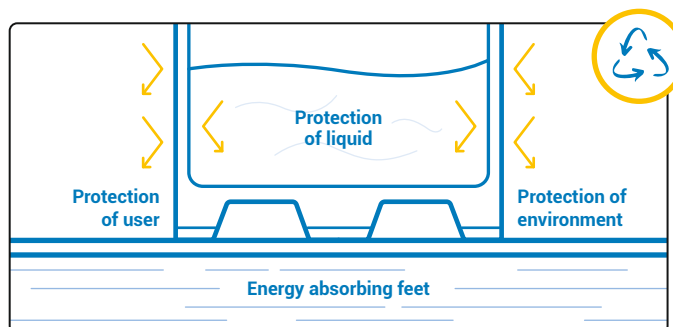 Protection
of liquid
Protection
of user
Protection of
environment
Energy absorbing feet